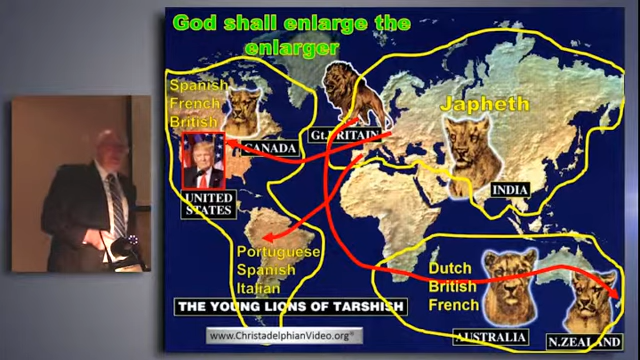 God shall enlarge the
enlarger
Spanish
French
British
CANADA
Gt.BRITAIN
Japheth
INDIA
UNITED
STATES
Portuguese
Spanish
Italian
Dutch
British
French
THE YOUNG LIONS OF TARSHISH
AUSTRALIA
N.ZEALAND
www.ChristadelphianVideo.org